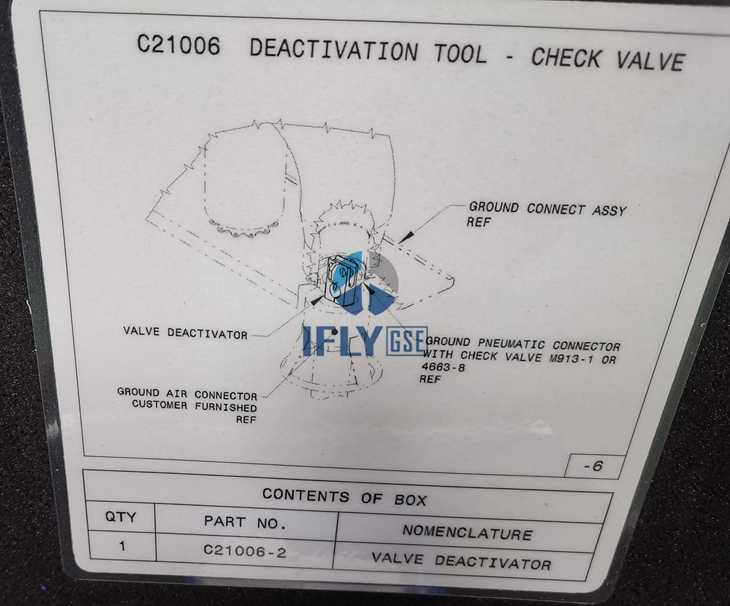 C21006 DEACTIVATION TOOL - CHECK VALVE
GROUND CONNECT ASSY
REF
VALVE DEACTIVATOR
IFLY GSE
GROUND PNEUMATIC CONNECTOR
WITH CHECK VALVE M913-1 OR
4663-8
REF
GROUND AIR CONNECTOR
CUSTOMER FURNISHED
REF
-6
CONTENTS OF BOX
QTY PART NO. NOMENCLATURE
1 C21006-2 VALVE DEACTIVATOR